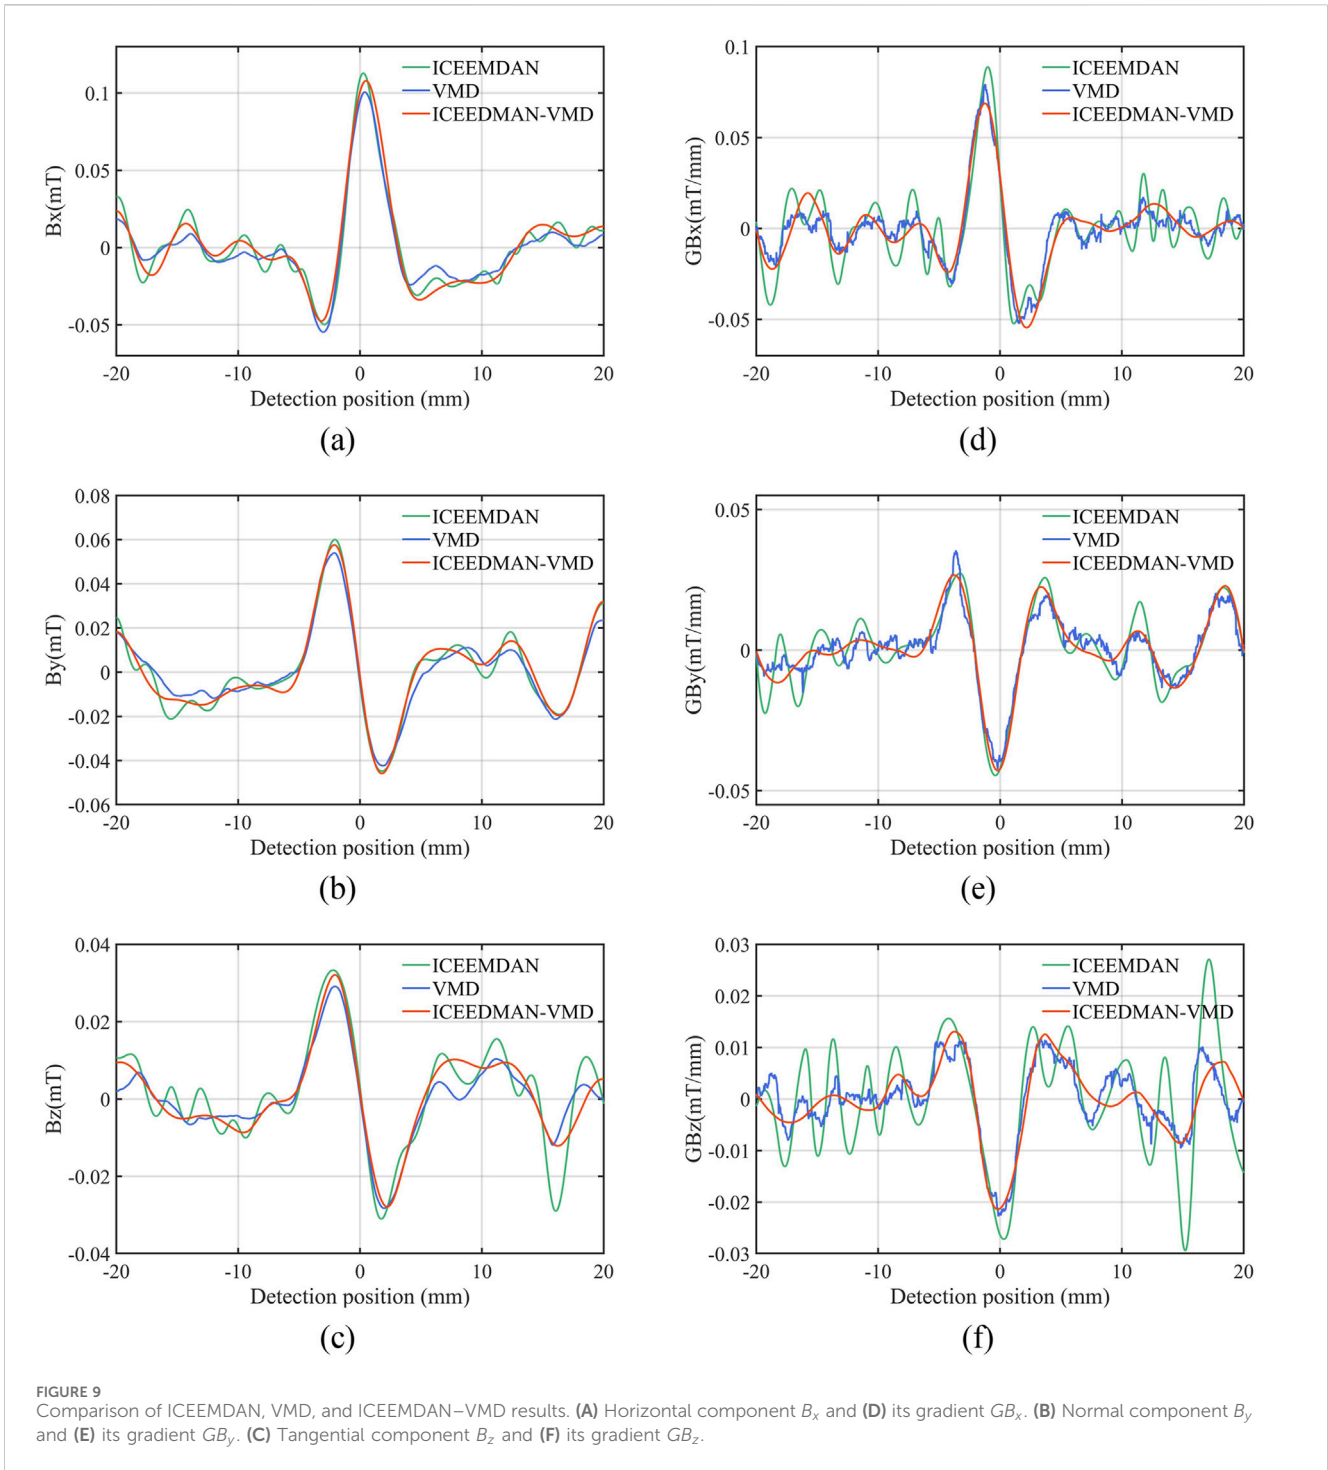 0.1
0.05
0
-0.05
Bx(mT)
ICEEMDAN
VMD
ICEEDMAN-VMD
-20 -10 0 10 20
Detection position (mm)
(a)
0.1
0.05
0
-0.05
GBx(mT/mm)
ICEEMDAN
VMD
ICEEDMAN-VMD
-20 -10 0 10 20
Detection position (mm)
(d)
0.08
0.06
0.04
0.02
0
-0.02
-0.04
-0.06
By(mT)
ICEEMDAN
VMD
ICEEDMAN-VMD
-20 -10 0 10 20
Detection position (mm)
(b)
0.05
0
-0.05
GBy(mT/mm)
ICEEMDAN
VMD
ICEEDMAN-VMD
-20 -10 0 10 20
Detection position (mm)
(e)
0.04
0.02
0
-0.02
-0.04
Bz(mT)
ICEEMDAN
VMD
ICEEDMAN-VMD
-20 -10 0 10 20
Detection position (mm)
(c)
0.03
0.02
0.01
0
-0.01
-0.02
-0.03
GBz(mT/mm)
ICEEMDAN
VMD
ICEEDMAN-VMD
-20 -10 0 10 20
Detection position (mm)
(f)
FIGURE 9
Comparison of ICEEMDAN, VMD, and ICEEMDAN–VMD results. (A) Horizontal component Bx and (D) its gradient GBx. (B) Normal component By
and (E) its gradient GBy. (C) Tangential component Bz and (F) its gradient GBz.